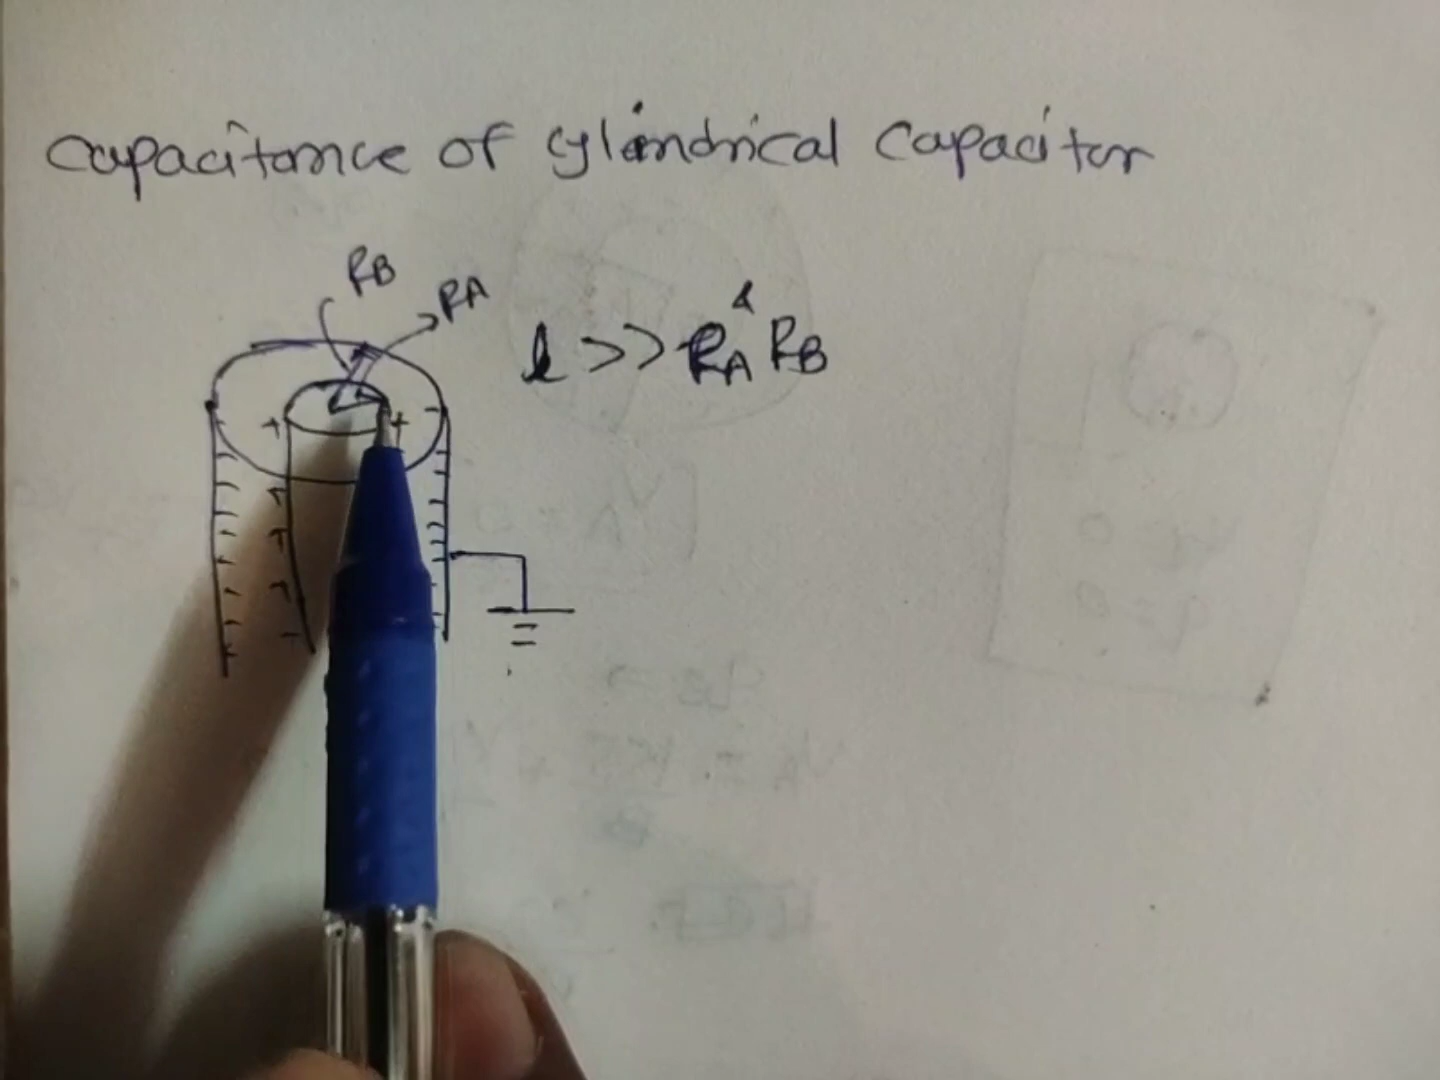 Capacitance of cylindrical capacitor
RB
RA
&
l >> RA RB